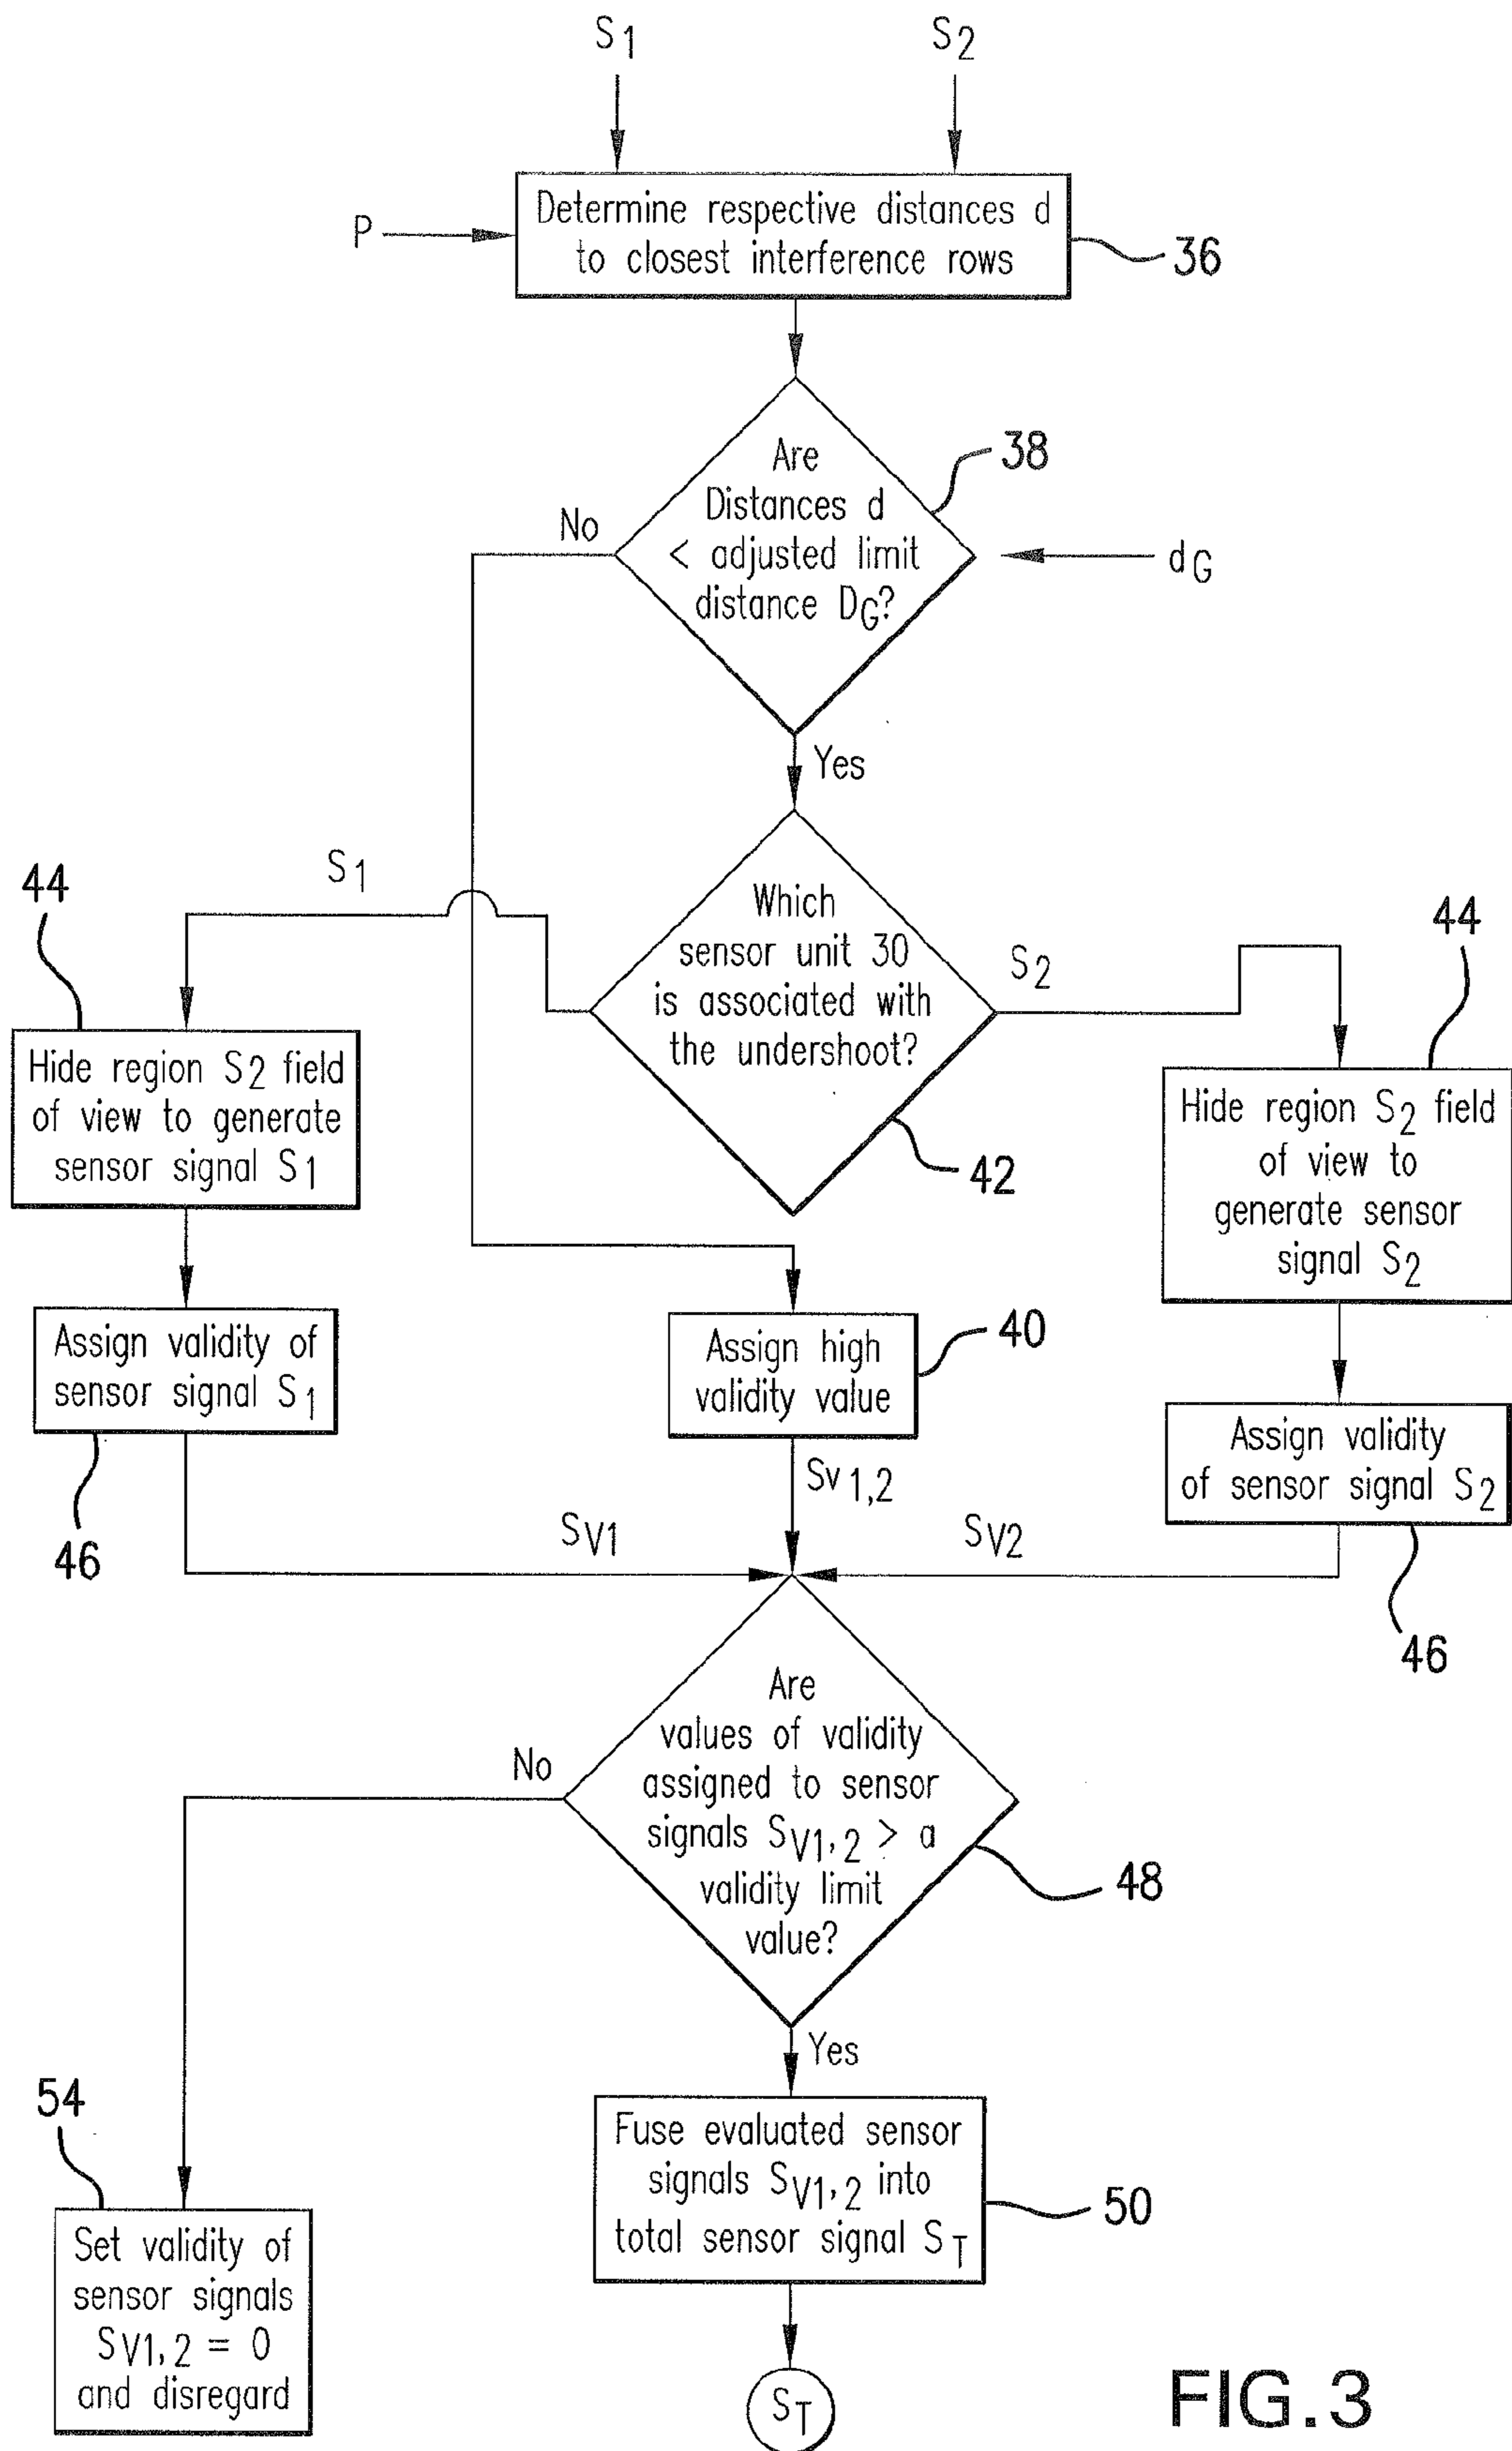 S1
S2
P
Determine respective distances d
to closest interference rows
36
Are
Distances d
< adjusted limit
distance DG?
38
No
dG
Yes
Which
sensor unit 30
is associated with
the undershoot?
42
S1
S2
44
Hide region S2 field
of view to generate
sensor signal S1
44
Hide region S2 field
of view to
generate sensor
signal S2
Assign validity of
sensor signal S1
46
Assign high
validity value
40
Assign validity
of sensor signal S2
46
SV1
Sv1,2
SV2
Are
values of validity
assigned to sensor
signals SV1,2 > a
validity limit
value?
48
No
Yes
54
Set validity of
sensor signals
SV1,2 = 0
and disregard
Fuse evaluated sensor
signals SV1,2 into
total sensor signal ST
50
ST
FIG.3